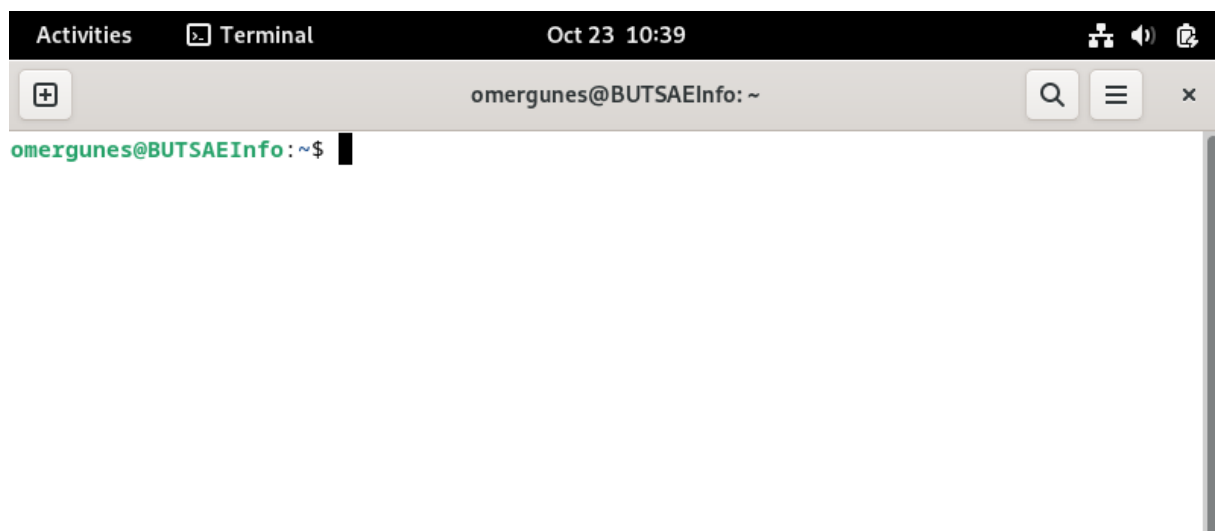 Activities Terminal Oct 23 10:39
omergunes@BUTSAEInfo: ~
omergunes@BUTSAEInfo:~$